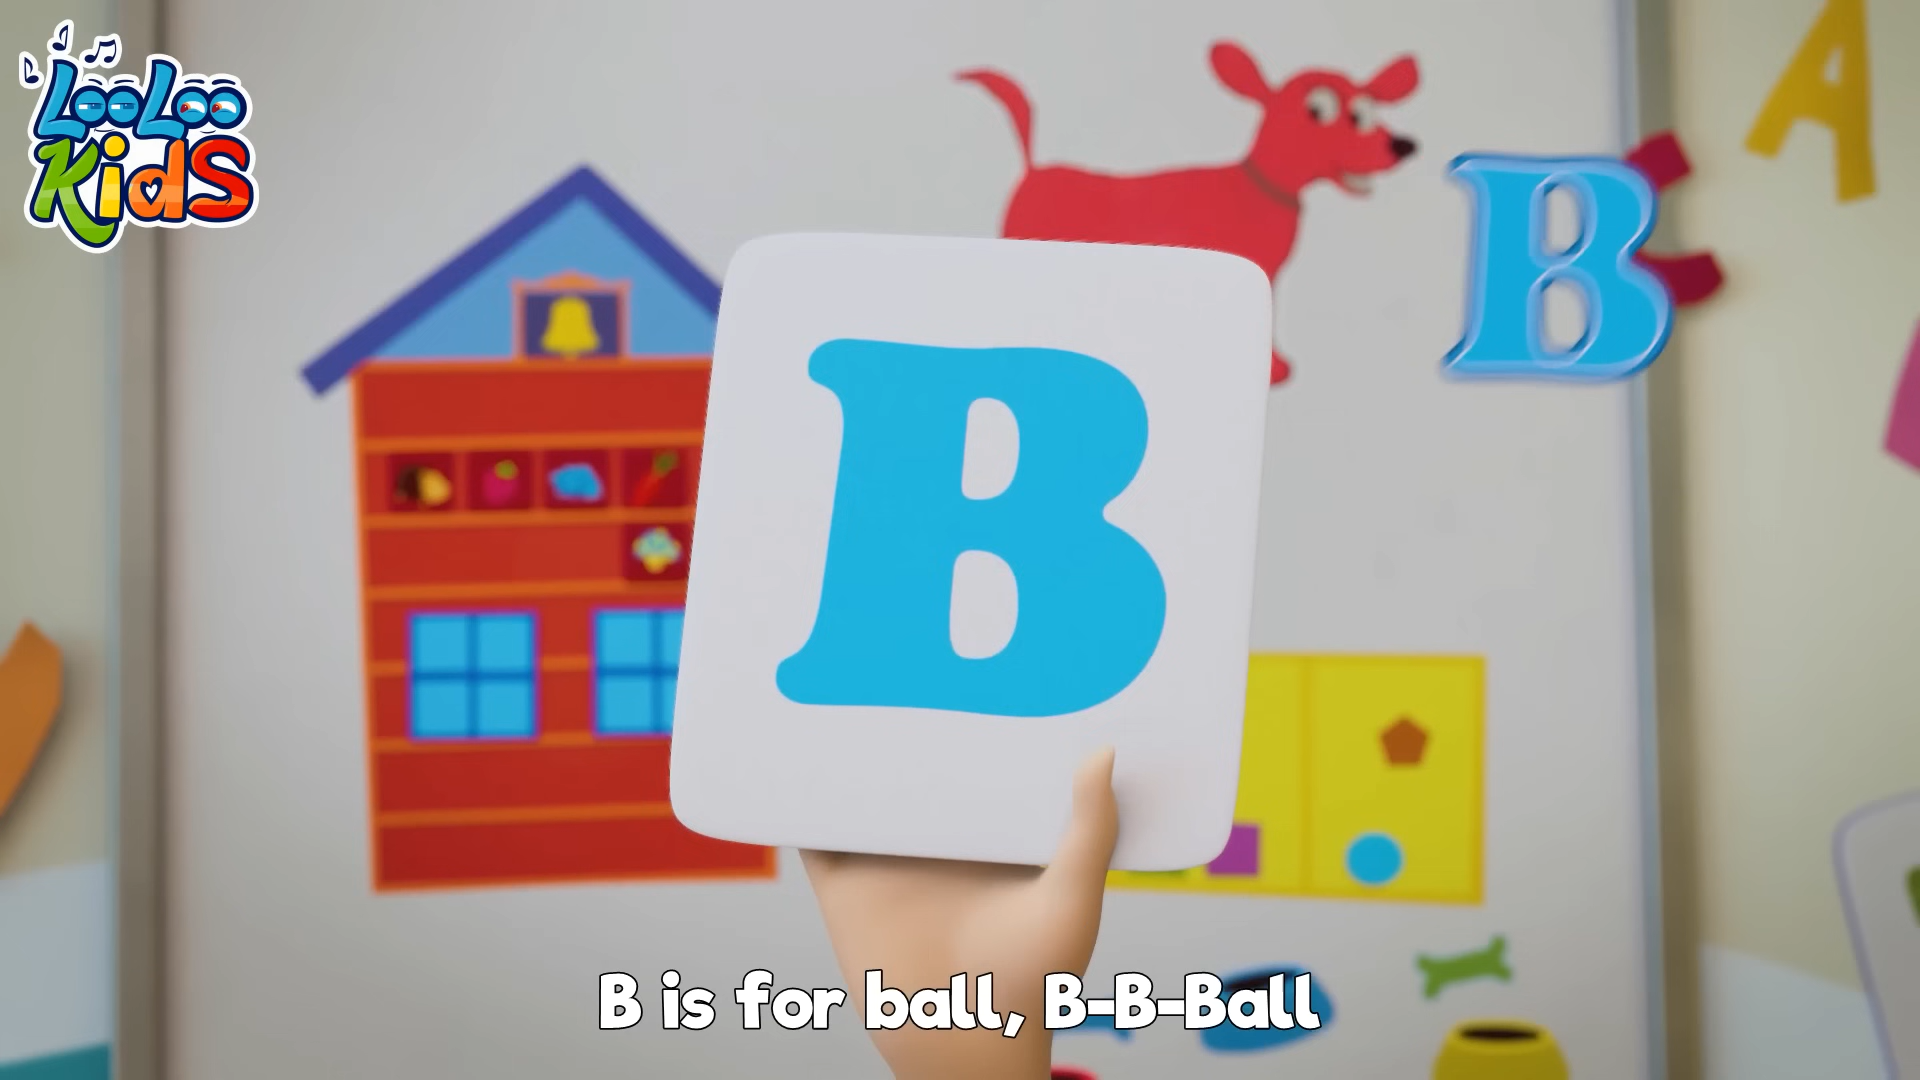 LooLoo
Kids
A
B
B
B is for ball, B-B-Ball